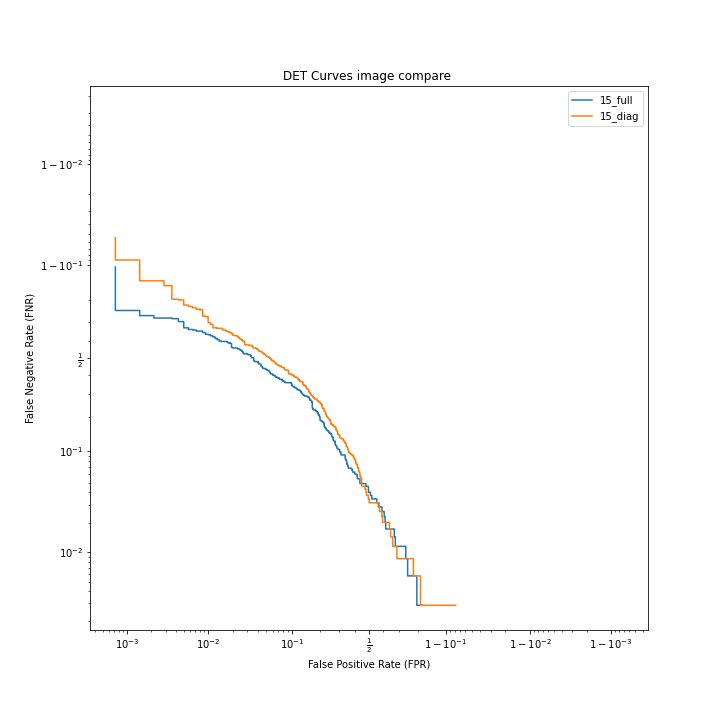 DET Curves image compare
15_full
15_diag
1 − 10⁻²
1 − 10⁻¹
½
10⁻¹
10⁻²
False Negative Rate (FNR)
10⁻³ 10⁻² 10⁻¹ ½ 1 − 10⁻¹ 1 − 10⁻² 1 − 10⁻³
False Positive Rate (FPR)